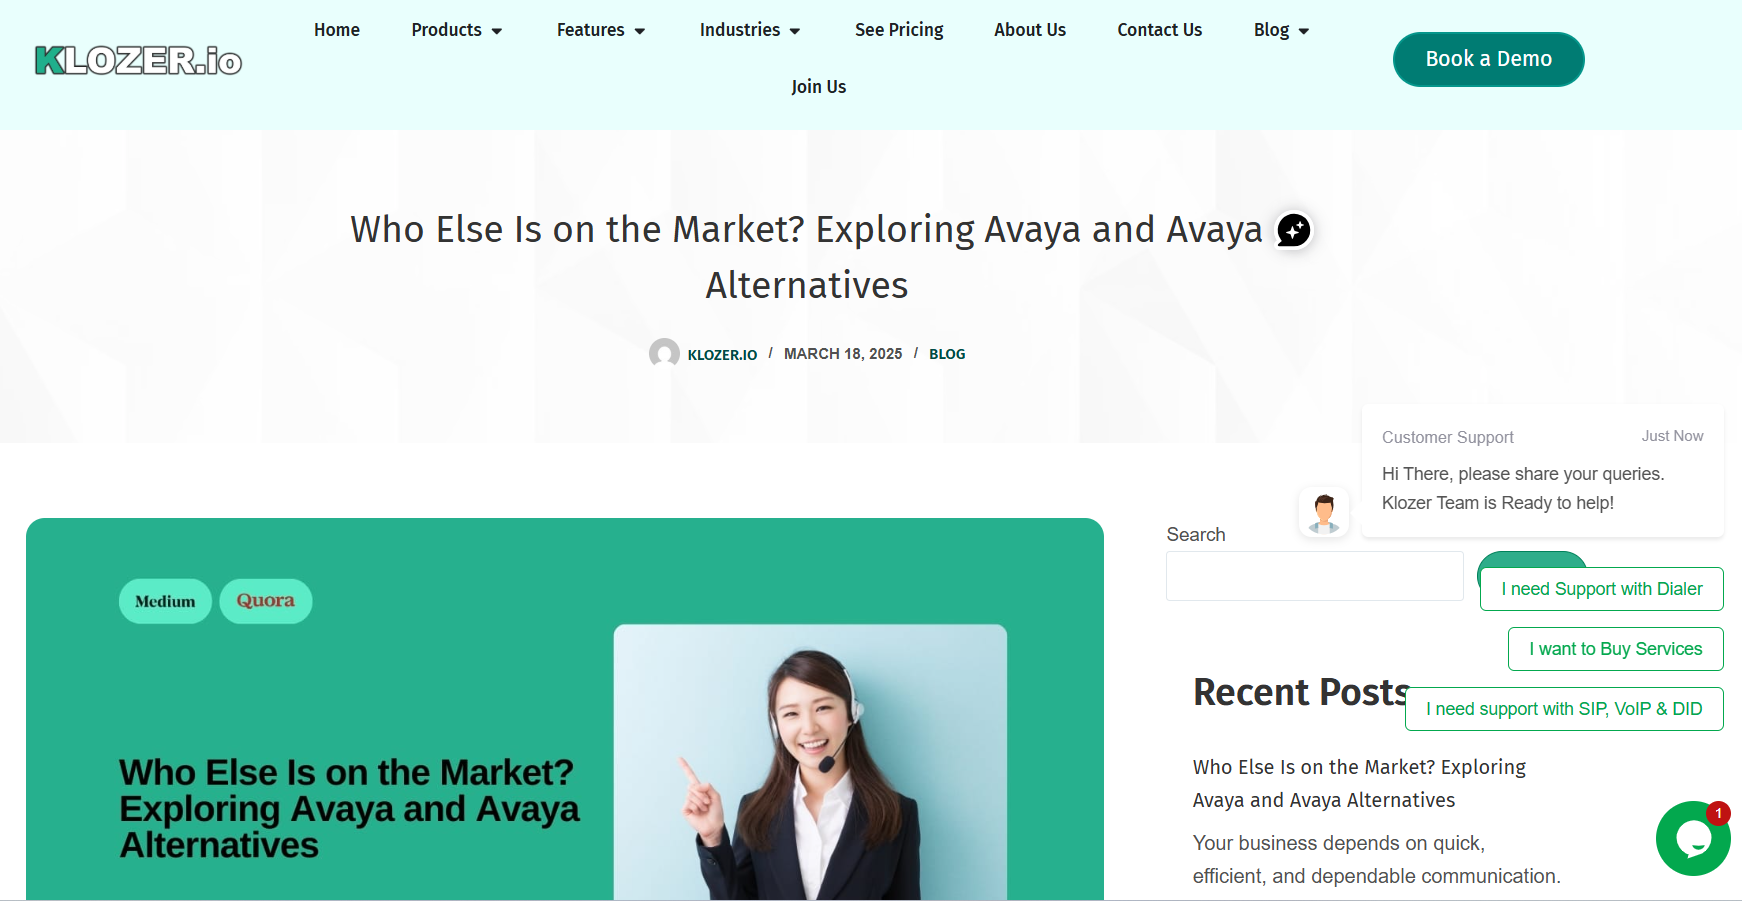 KLOZER.io
Home
Products
Features
Industries
See Pricing
About Us
Contact Us
Blog
Join Us
Book a Demo
Who Else Is on the Market? Exploring Avaya and Avaya
Alternatives
KLOZER.IO / MARCH 18, 2025 / BLOG
Customer Support
Just Now
Hi There, please share your queries.
Klozer Team is Ready to help!
Search
I need Support with Dialer
I want to Buy Services
I need support with SIP, VoIP & DID
Medium
Quora
Who Else Is on the Market?
Exploring Avaya and Avaya
Alternatives
Recent Posts
Who Else Is on the Market? Exploring
Avaya and Avaya Alternatives
Your business depends on quick,
efficient, and dependable communication.
1